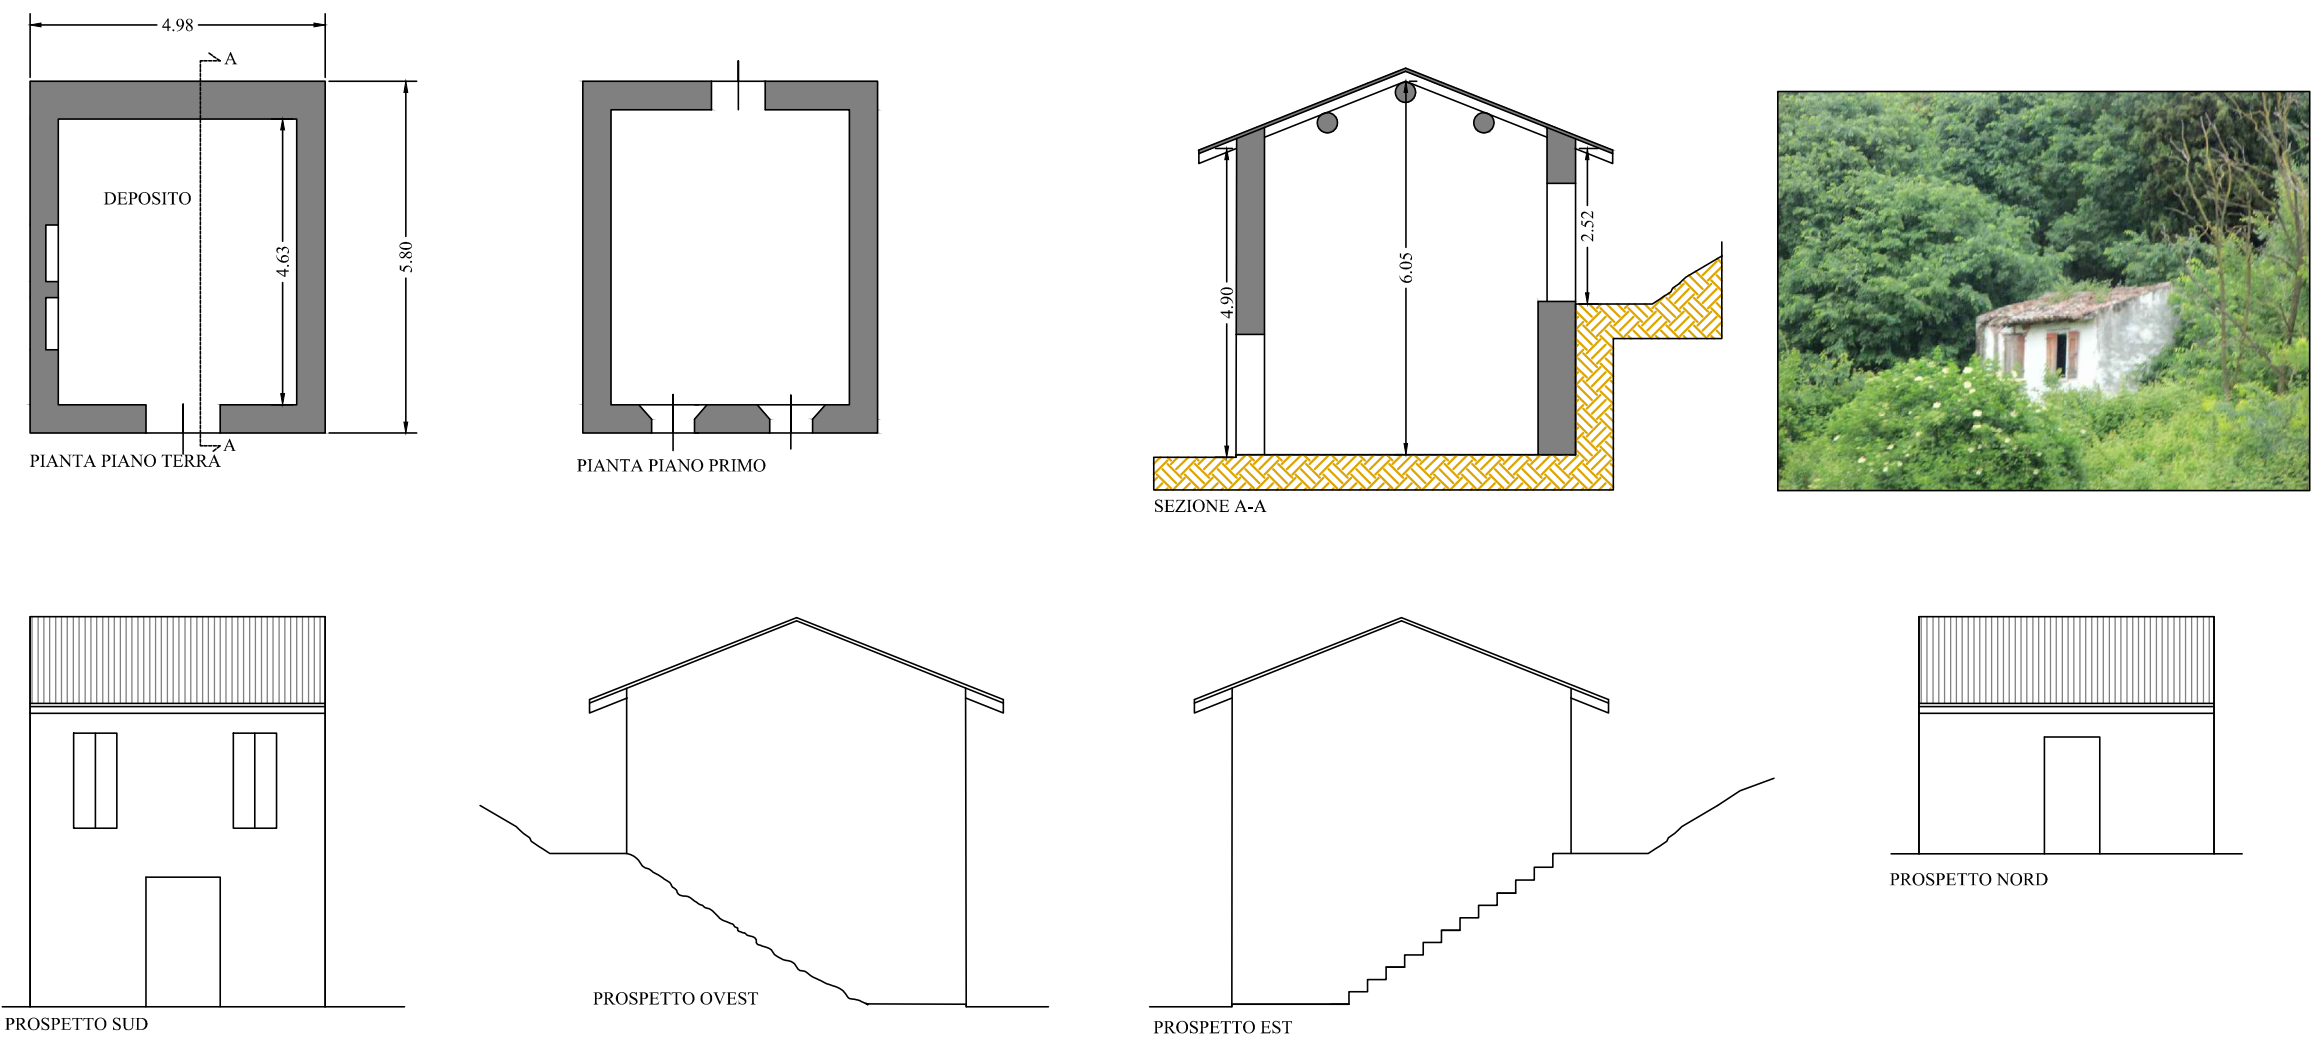 4.98
A
DEPOSITO
4.63
5.80
A
PIANTA PIANO TERRA
PIANTA PIANO PRIMO
4.90
6.05
2.52
SEZIONE A-A
PROSPETTO SUD
PROSPETTO OVEST
PROSPETTO EST
PROSPETTO NORD